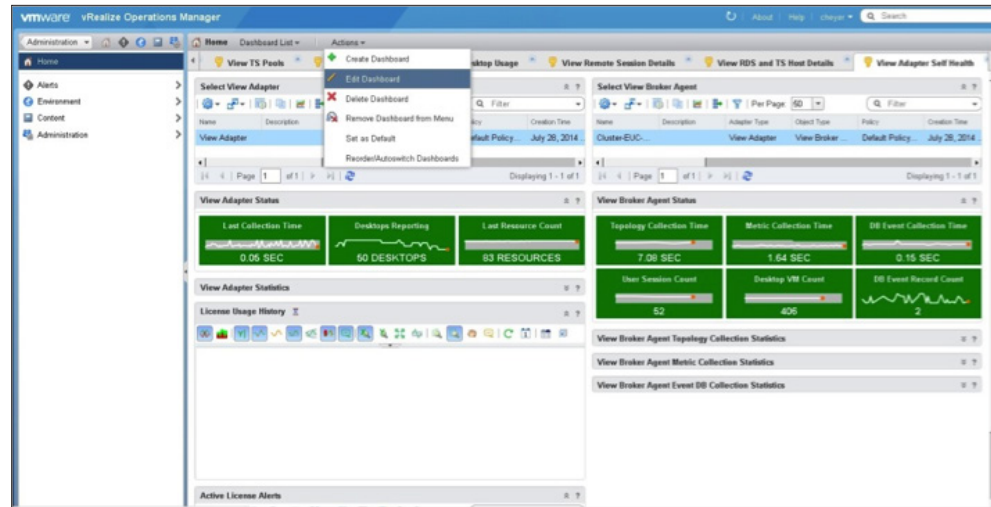 vmware vRealize Operations Manager
About Help cheyer Search
Administration
Home Dashboard List Actions
Home
Alerts
Environment
Content
Administration
Create Dashboard
Edit Dashboard
Delete Dashboard
Remove Dashboard from Menu
Set as Default
Reorder/Autoswitch Dashboards
View TS Pools
sktop Usage
View Remote Session Details
View RDS and TS Host Details
View Adapter Self Health
Select View Adapter
Filter
Name Description Creation Time
View Adapter Default Policy... July 28, 2014
Page 1 of 1 Displaying 1 - 1 of 1
View Adapter Status
Last Collection Time
0.05 SEC
Desktops Reporting
50 DESKTOPS
Last Resource Count
83 RESOURCES
View Adapter Statistics
License Usage History
Active License Alerts
Select View Broker Agent
Per Page: 50 Filter
Name Description Adapter Type Object Type Policy Creation Time
Cluster-EUC-... View Adapter View Broker ... Default Policy... July 28, 2014
Page 1 of 1 Displaying 1 - 1 of 1
View Broker Agent Status
Topology Collection Time
7.08 SEC
Metric Collection Time
1.64 SEC
DB Event Collection Time
0.15 SEC
User Session Count
52
Desktop VM Count
406
DB Event Record Count
2
View Broker Agent Topology Collection Statistics
View Broker Agent Metric Collection Statistics
View Broker Agent Event DB Collection Statistics